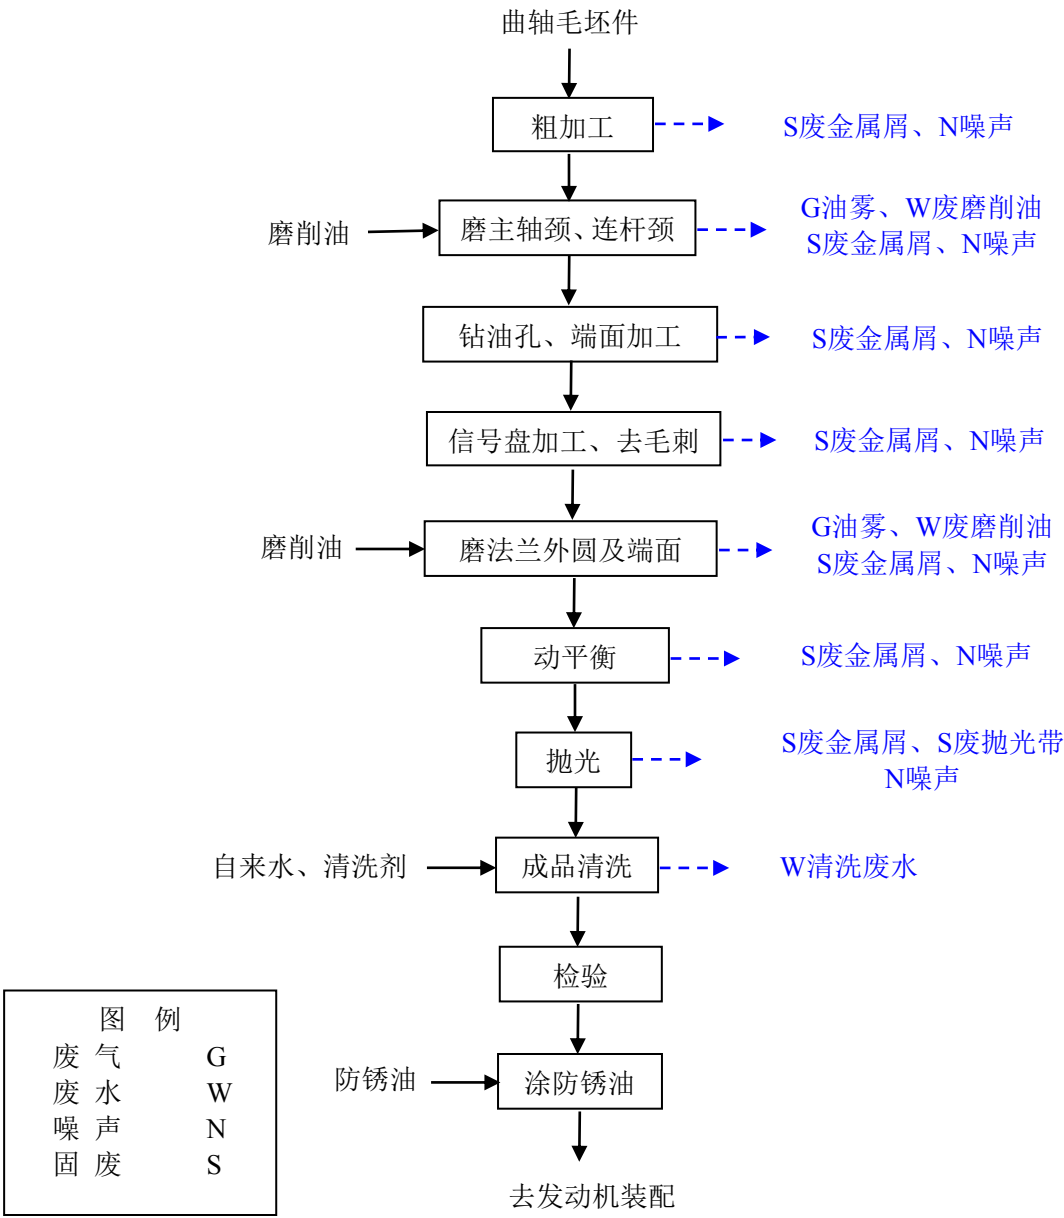 曲轴毛坯件
粗加工
S废金属屑、N噪声
磨削油
磨主轴颈、连杆颈
G油雾、W废磨削油
S废金属屑、N噪声
钻油孔、端面加工
S废金属屑、N噪声
信号盘加工、去毛刺
S废金属屑、N噪声
磨削油
磨法兰外圆及端面
G油雾、W废磨削油
S废金属屑、N噪声
动平衡
S废金属屑、N噪声
抛光
S废金属屑、S废抛光带
N噪声
自来水、清洗剂
成品清洗
W清洗废水
检验
防锈油
涂防锈油
去发动机装配
图 例
废 气 G
废 水 W
噪 声 N
固 废 S